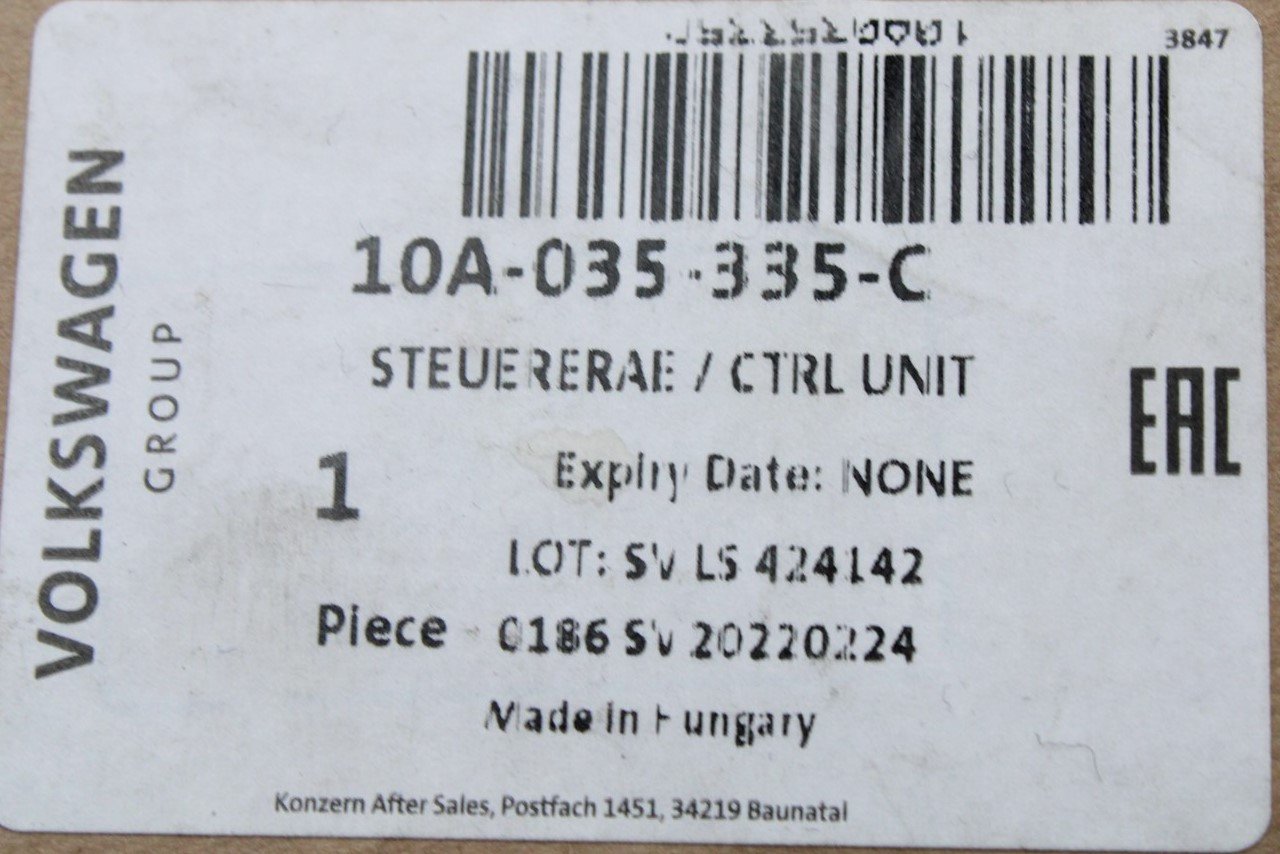 3847
10A-035-335-C
STEUERERAE / CTRL UNIT
EAC
1
Expiry Date: NONE
LOT: SV LS 424142
Piece 0186 SV 20220224
Made in Hungary
Konzern After Sales, Postfach 1451, 34219 Baunatal
VOLKSWAGEN
GROUP